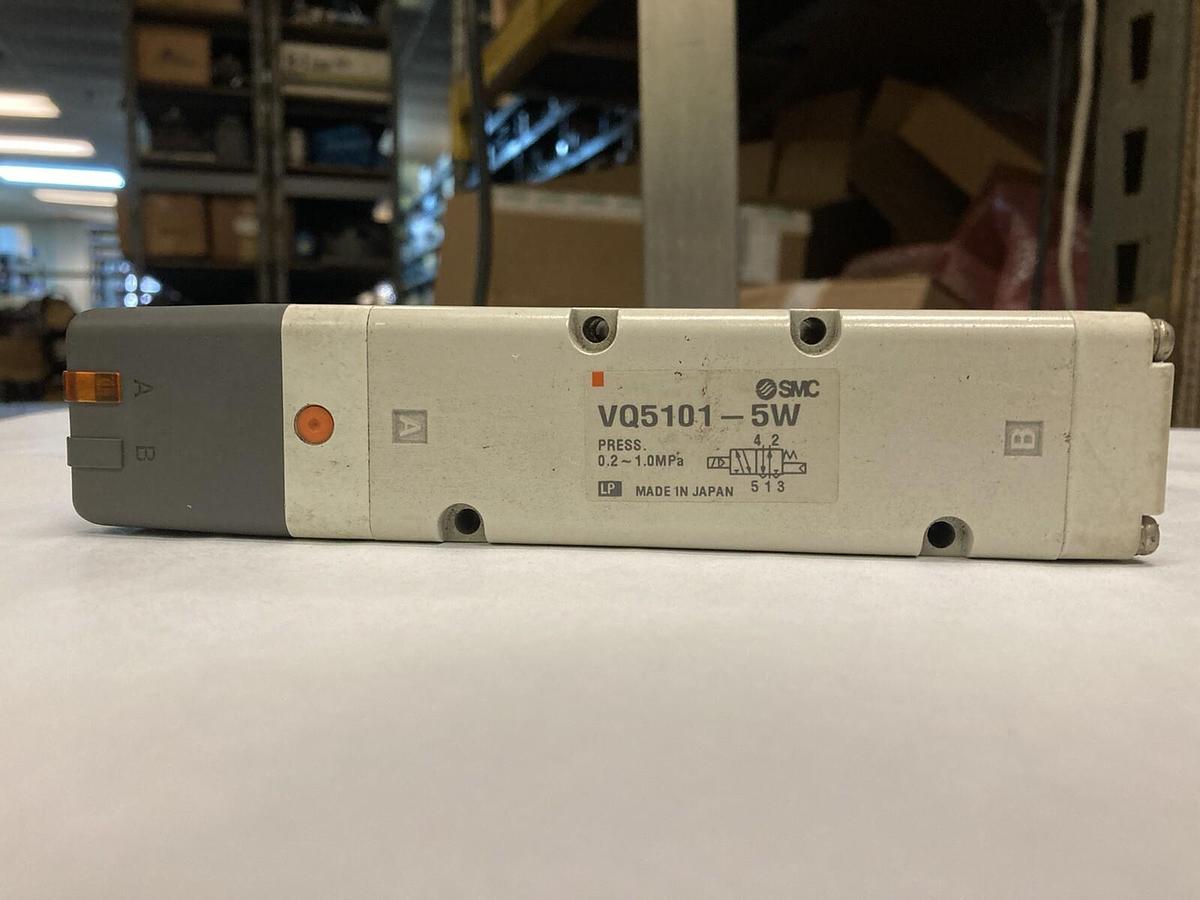 A
B
A
SMC
VQ5101-5W
PRESS.
0.2~1.0MPa
4 2
5 1 3
LP MADE IN JAPAN
B